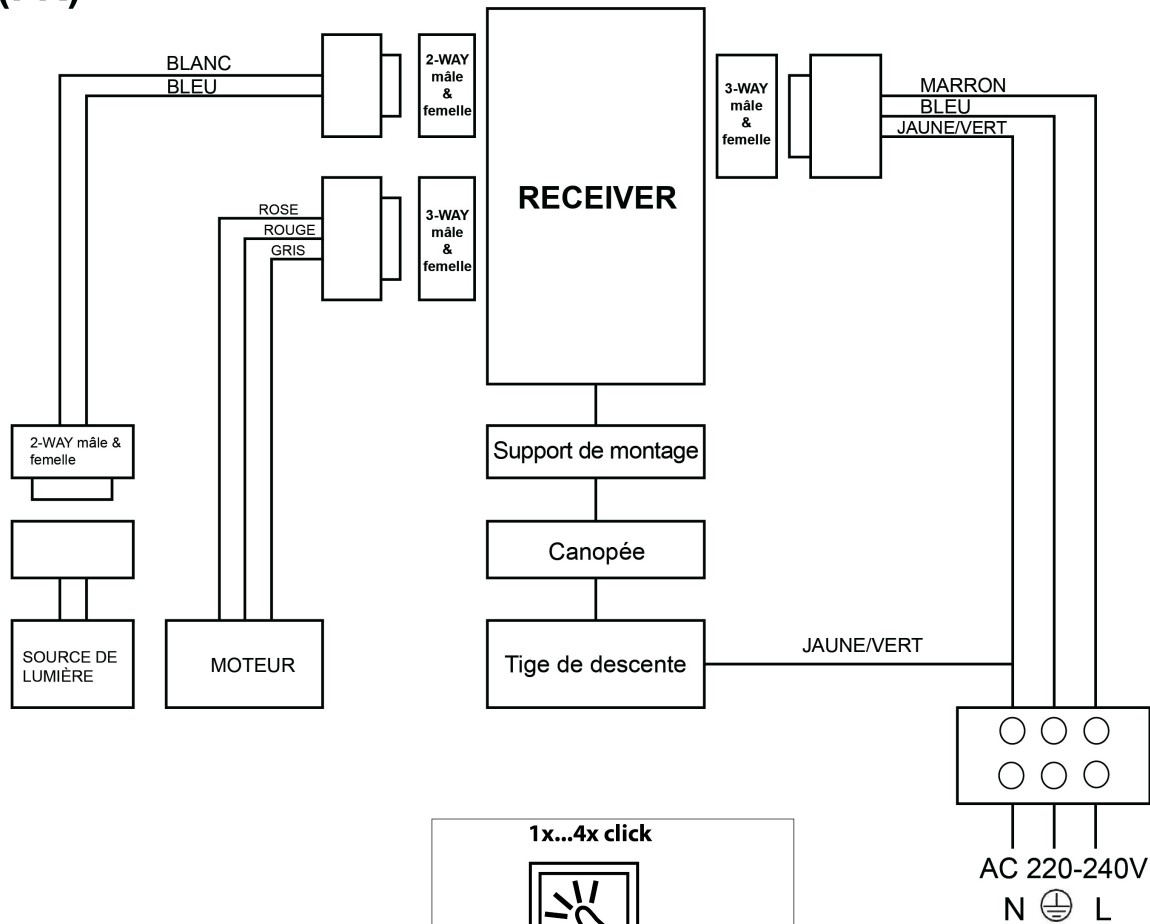 BLANC
BLEU
2-WAY
mâle
&
femelle
ROSE
ROUGE
GRIS
3-WAY
mâle
&
femelle
RECEIVER
3-WAY
mâle
&
femelle
MARRON
BLEU
JAUNE/VERT
2-WAY mâle &
femelle
SOURCE DE
LUMIÈRE
MOTEUR
Support de montage
Canopée
Tige de descente
JAUNE/VERT
AC 220-240V
N L
1x...4x click